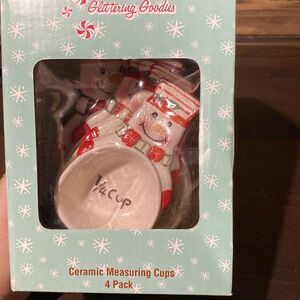 Glittering Goodies
1/4 CUP
Ceramic Measuring Cups
4 Pack